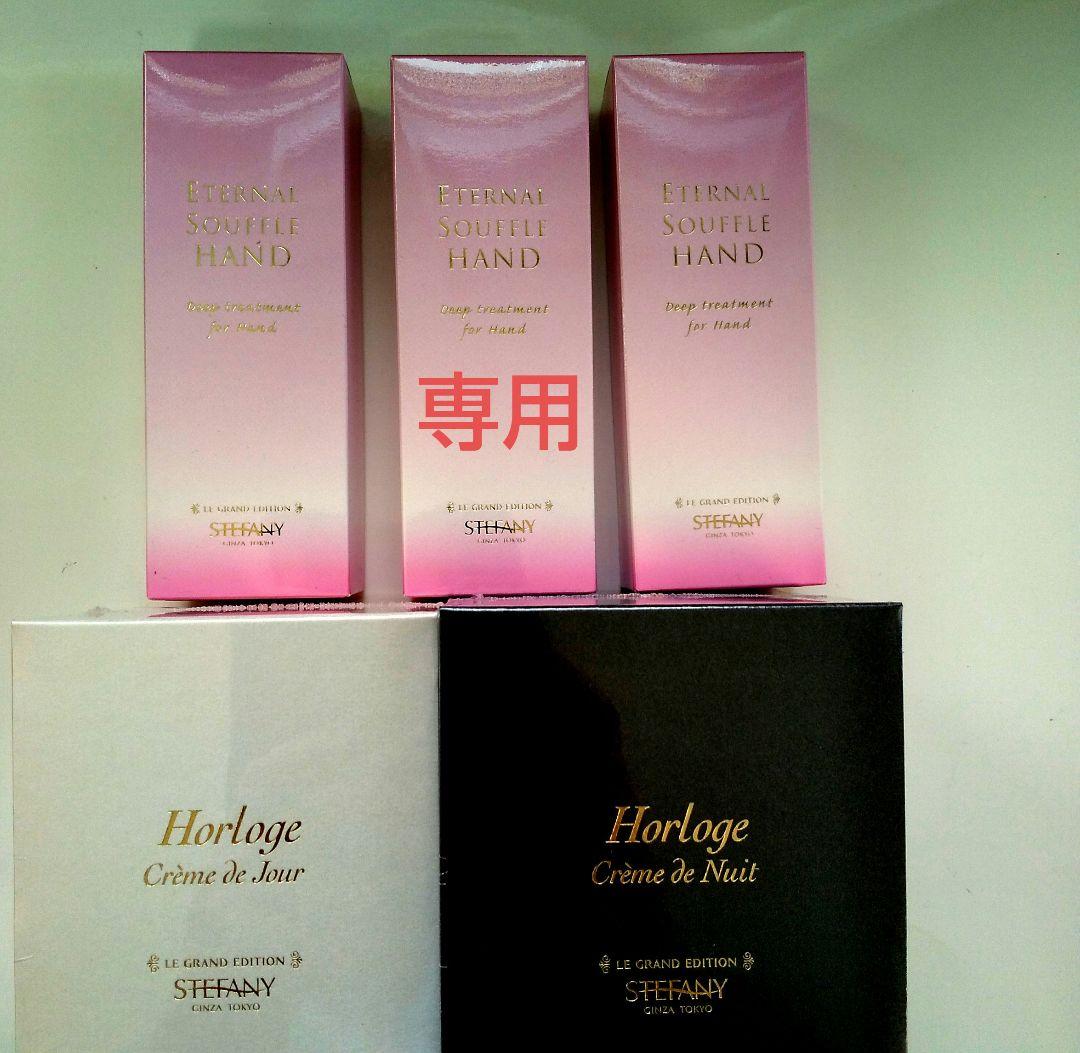 ETERNAL
SOUFFLE
HAND
Deep treatment
for Hand
LE GRAND EDITION
STEFANY
GINZA TOKYO
ETERNAL
SOUFFLE
HAND
Deep treatment
for Hand
専用
LE GRAND EDITION
STEFANY
GINZA TOKYO
ETERNAL
SOUFFLE
HAND
Deep treatment
for Hand
LE GRAND EDITION
STEFANY
GINZA TOKYO
Horloge
Crème de Jour
LE GRAND EDITION
STEFANY
GINZA TOKYO
Horloge
Crème de Nuit
LE GRAND EDITION
STEFANY
GINZA TOKYO